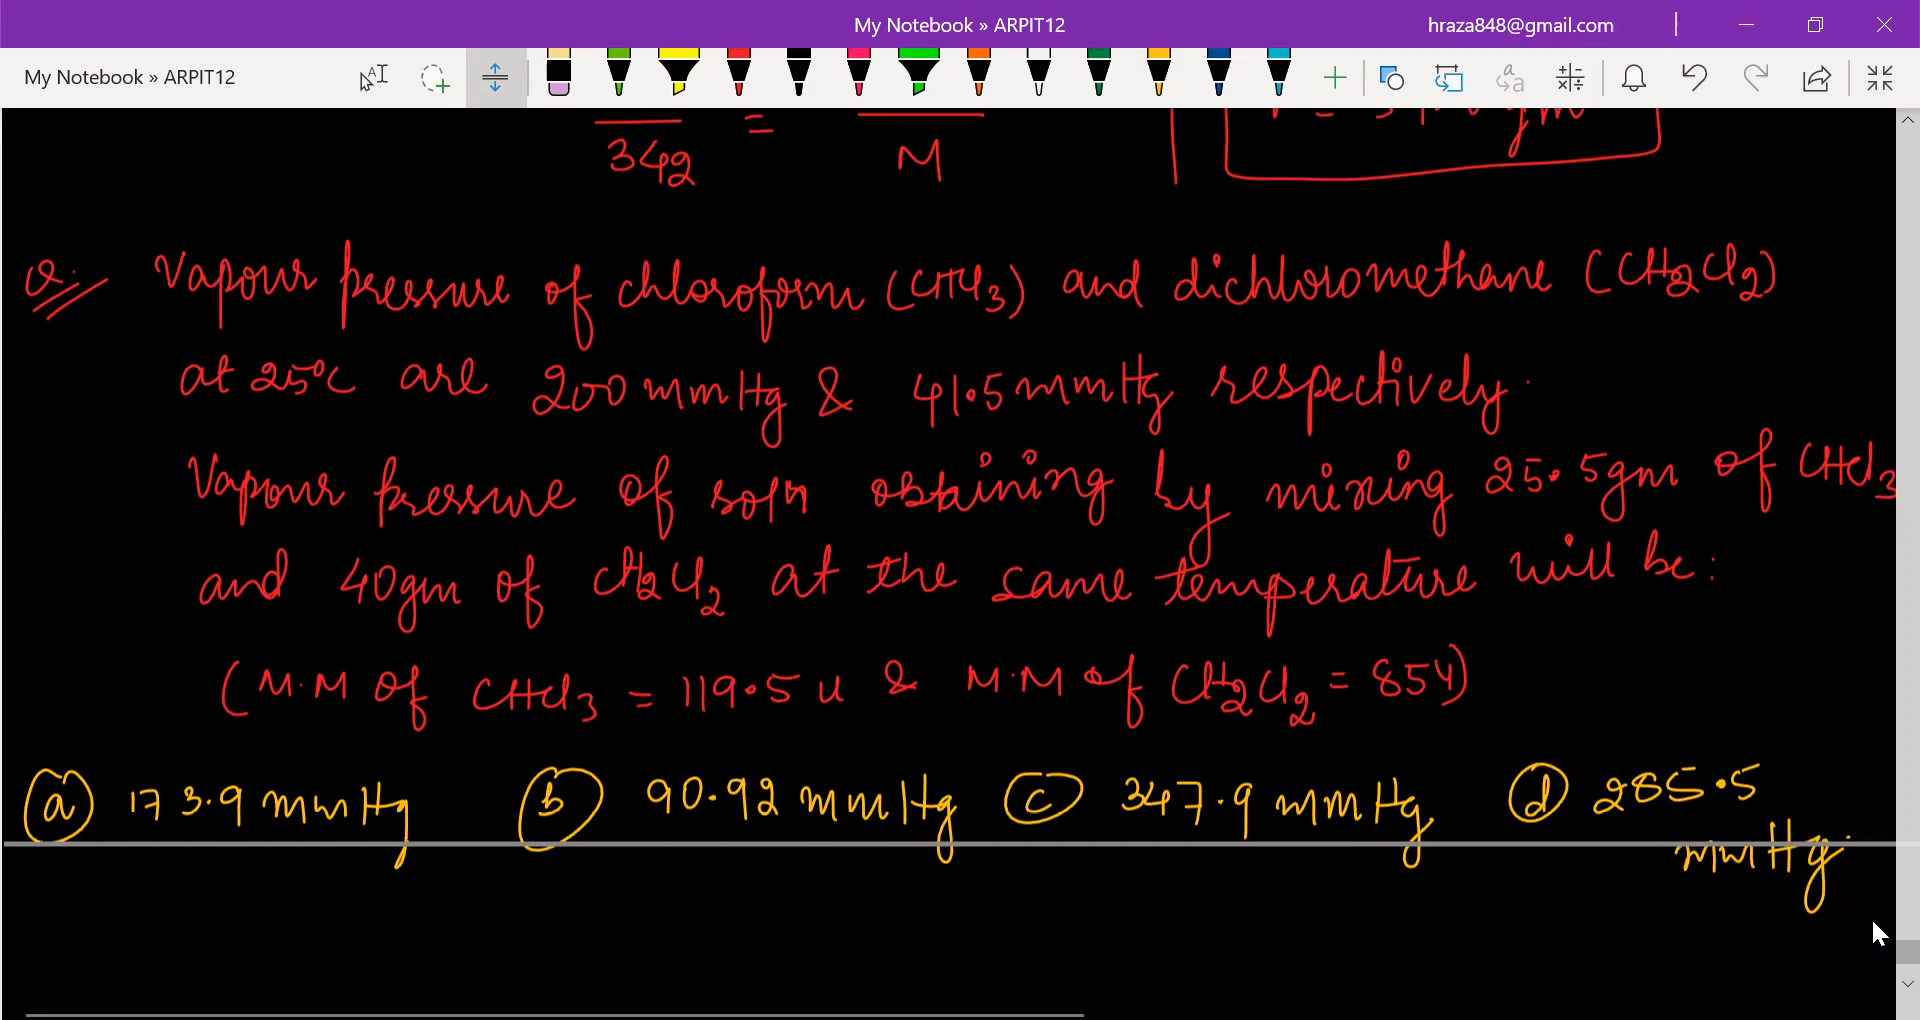 My Notebook » ARPIT12
hraza848@gmail.com
My Notebook » ARPIT12
342 = M
Q. Vapour pressure of chloroform (CHCl3) and dichloromethane (CH2Cl2)
at 25°C are 200 mmHg & 41.5 mmHg respectively.
Vapour pressure of soln obtaining by mixing 25.5gm of CHCl3
and 40gm of CH2Cl2 at the same temperature will be:
(M.M of CHCl3 = 119.5 u & M.M of CH2Cl2 = 85u)
(a) 173.9 mmHg (b) 90.92 mmHg (c) 347.9 mmHg (d) 285.5
mmHg.